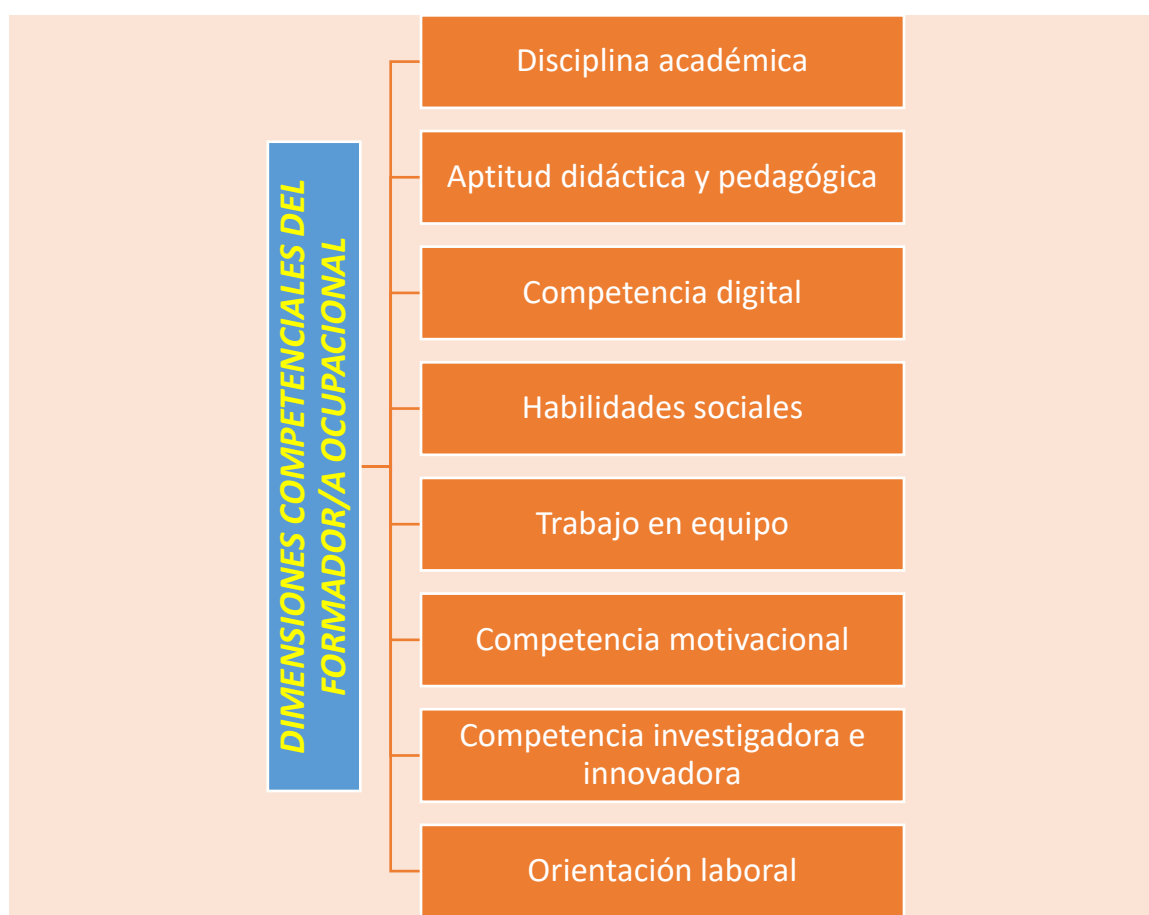 DIMENSIONES COMPETENCIALES DEL
FORMADOR/A OCUPACIONAL
Disciplina académica
Aptitud didáctica y pedagógica
Competencia digital
Habilidades sociales
Trabajo en equipo
Competencia motivacional
Competencia investigadora e
innovadora
Orientación laboral